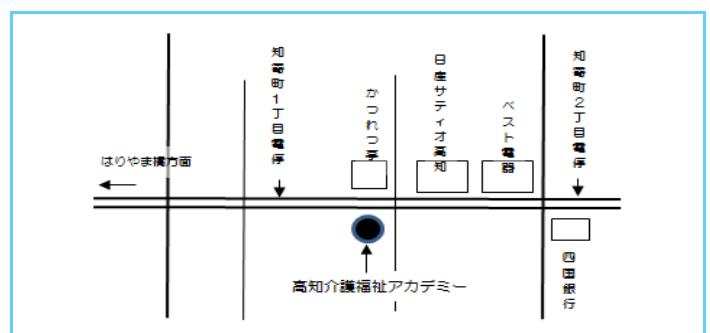 はりやま橋方面
知寄町1丁目電停
かつれつ亭
日産サティオ高知
ベスト電器
知寄町2丁目電停
四国銀行
高知介護福祉アカデミー